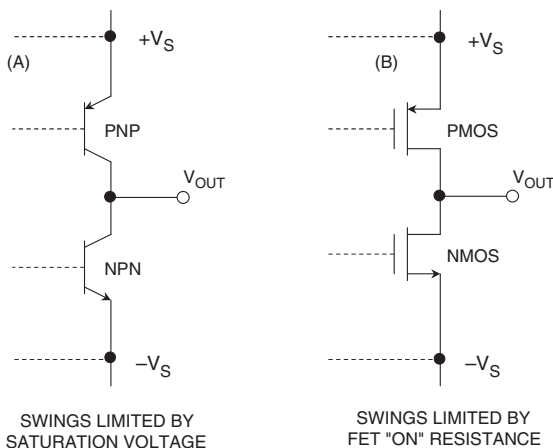 +VS
(A)
PNP
VOUT
NPN
–VS
SWINGS LIMITED BY
SATURATION VOLTAGE
+VS
(B)
PMOS
VOUT
NMOS
–VS
SWINGS LIMITED BY
FET "ON" RESISTANCE